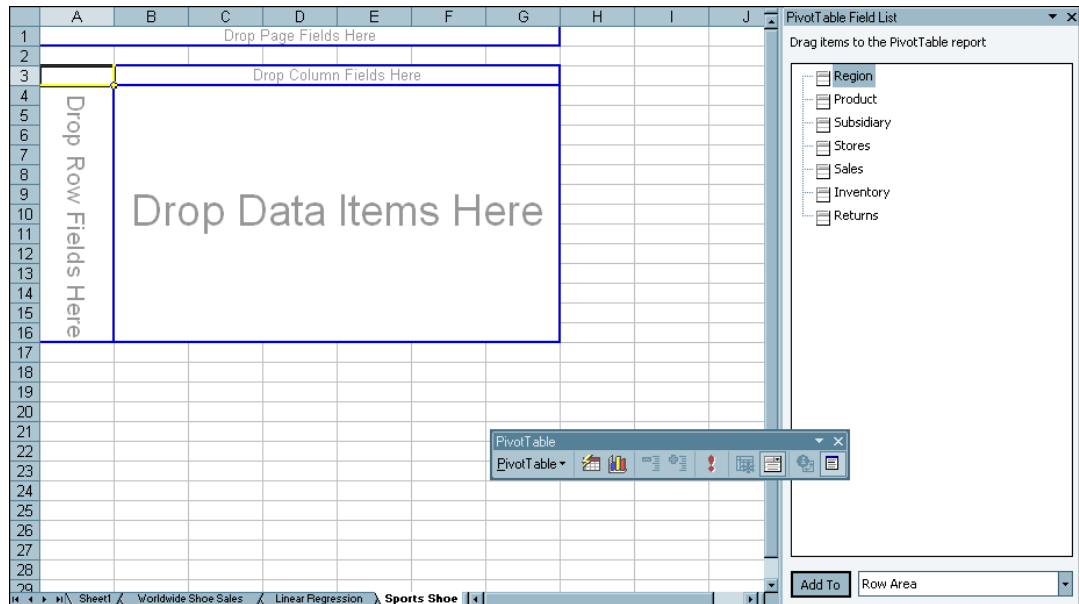 A B C D E F G H I J
PivotTable Field List
1 Drop Page Fields Here
Drag items to the PivotTable report
2
3 Drop Column Fields Here
4
5
6
7
8
9
10
11
12
13
14
15
16
Drop Row Fields Here
Drop Data Items Here
Region
Product
Subsidiary
Stores
Sales
Inventory
Returns
17
18
19
20
21
22
23
24
25
26
27
28
29
PivotTable
PivotTable
Add To Row Area
Sheet1 Worldwide Shoe Sales Linear Regression Sports Shoe